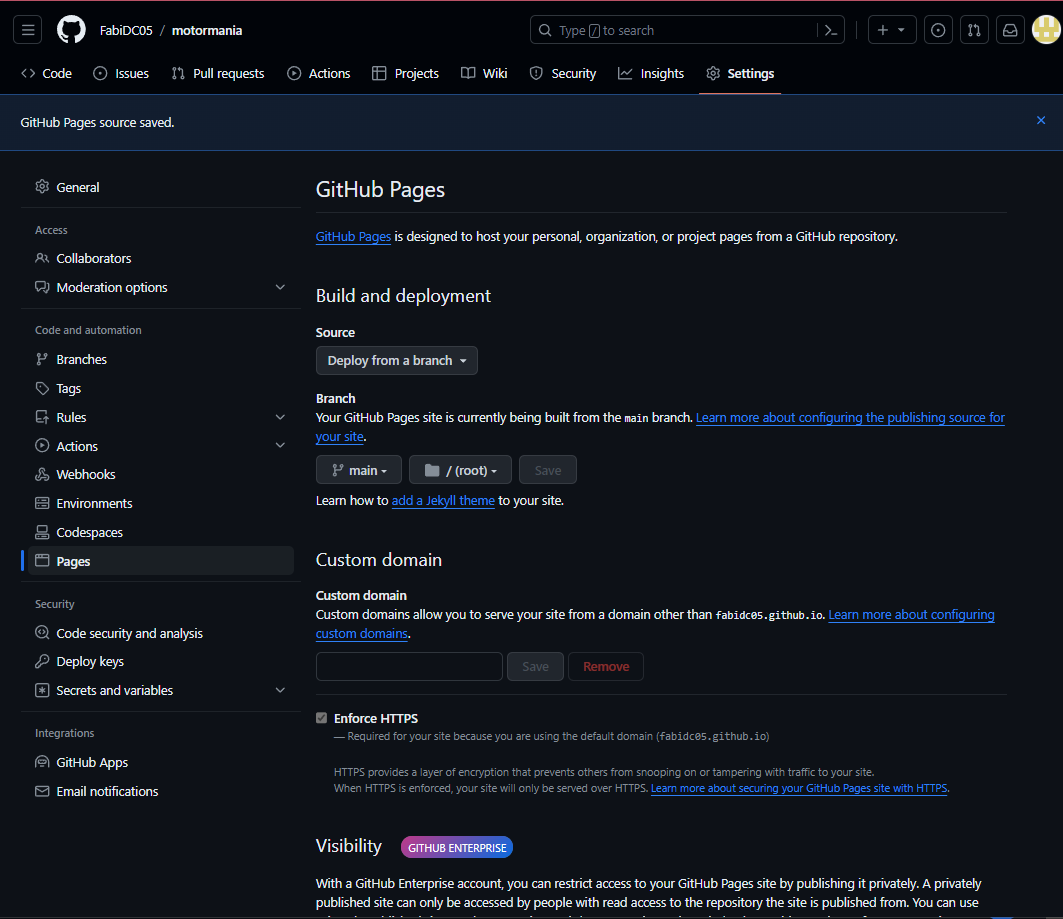 FabiDC05 / motormania
Type / to search
Code Issues Pull requests Actions Projects Wiki Security Insights Settings
GitHub Pages source saved.
General
Access
Collaborators
Moderation options
Code and automation
Branches
Tags
Rules
Actions
Webhooks
Environments
Codespaces
Pages
Security
Code security and analysis
Deploy keys
Secrets and variables
Integrations
GitHub Apps
Email notifications
GitHub Pages
GitHub Pages is designed to host your personal, organization, or project pages from a GitHub repository.
Build and deployment
Source
Deploy from a branch
Branch
Your GitHub Pages site is currently being built from the main branch. Learn more about configuring the publishing source for
your site.
main / (root) Save
Learn how to add a Jekyll theme to your site.
Custom domain
Custom domain
Custom domains allow you to serve your site from a domain other than fabidc05.github.io. Learn more about configuring
custom domains.
Save Remove
Enforce HTTPS
— Required for your site because you are using the default domain (fabidc05.github.io)
HTTPS provides a layer of encryption that prevents others from snooping on or tampering with traffic to your site.
When HTTPS is enforced, your site will only be served over HTTPS. Learn more about securing your GitHub Pages site with HTTPS.
Visibility GITHUB ENTERPRISE
With a GitHub Enterprise account, you can restrict access to your GitHub Pages site by publishing it privately. A privately
published site can only be accessed by people with read access to the repository the site is published from. You can use